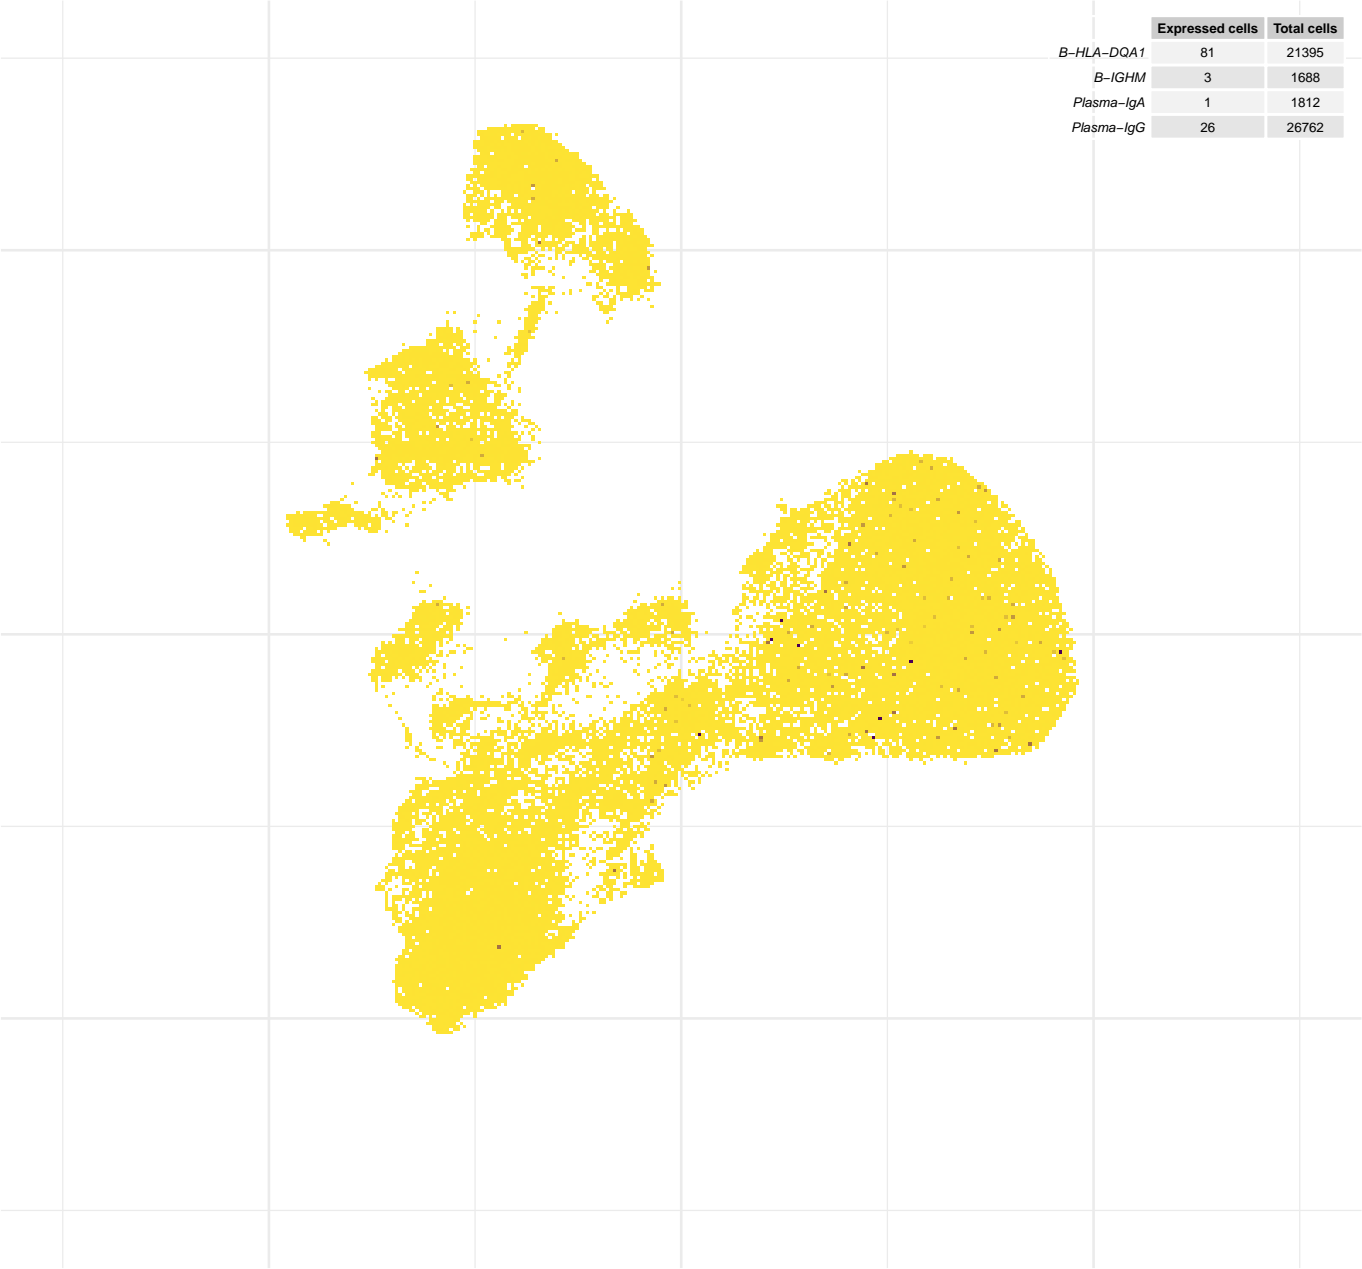 Expressed cells Total cells
B−HLA−DQA1 81 21395
B−IGHM 3 1688
Plasma−IgA 1 1812
Plasma−IgG 26 26762